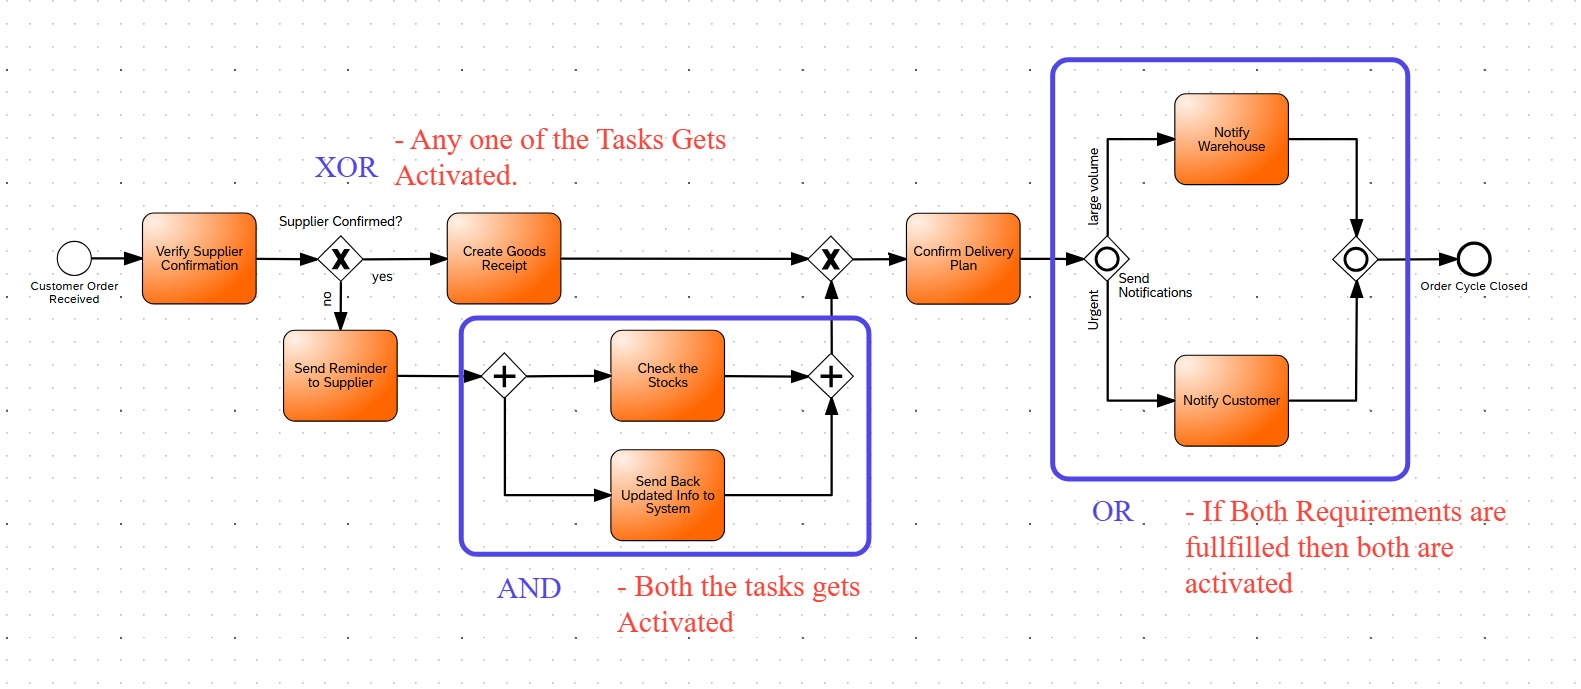 - Any one of the Tasks Gets
XOR
Activated.
Supplier Confirmed?
Verify Supplier
Confirmation
X
yes
no
Create Goods
Receipt
X
Confirm Delivery
Plan
Customer Order
Received
Send Reminder
to Supplier
Check the
Stocks
Send Back
Updated Info to
System
AND
- Both the tasks gets
Activated
large volume
Notify
Warehouse
Send
Notifications
Urgent
Notify Customer
Order Cycle Closed
OR
- If Both Requirements are
fullfilled then both are
activated